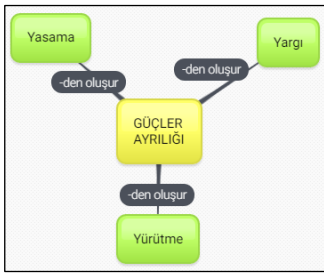 Yasama
Yargı
-den oluşur
-den oluşur
GÜÇLER
AYRILIĞI
-den oluşur
Yürütme